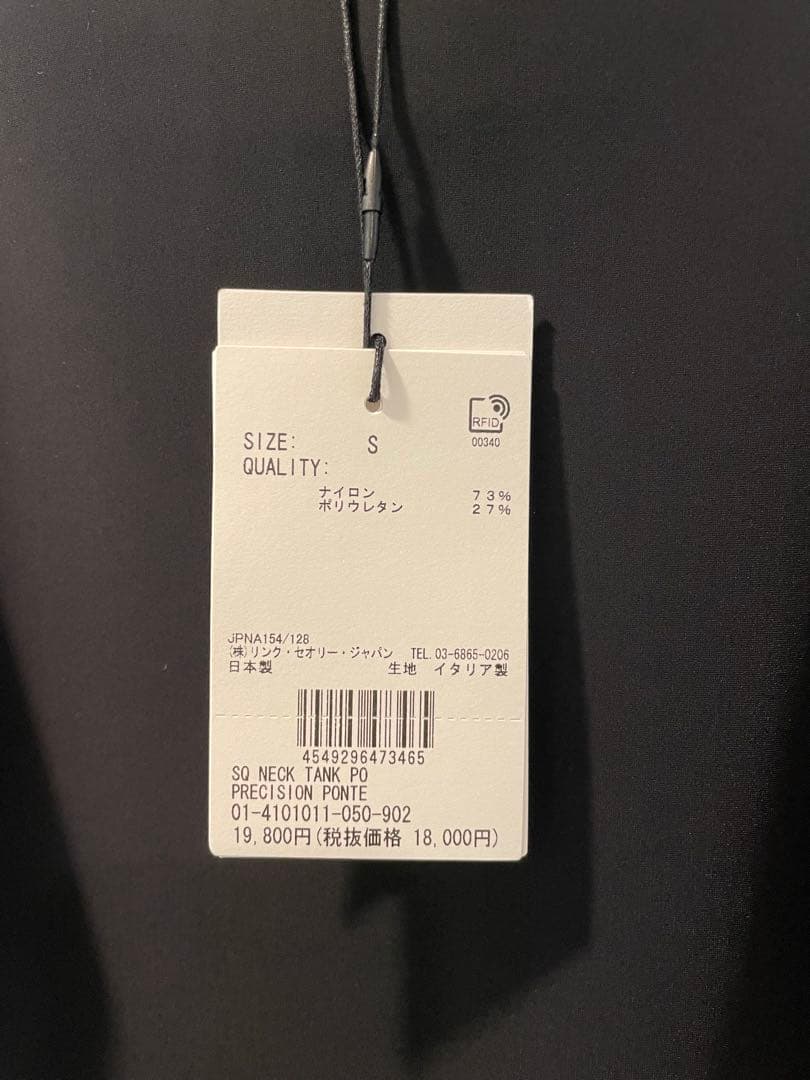 RFID
00340
SIZE: S
QUALITY:
ナイロン 73%
ポリウレタン 27%
JPNA154/128
(株)リンク・セオリー・ジャパン TEL.03-6865-0206
日本製 生地 イタリア製
4549296473465
SQ NECK TANK PO
PRECISION PONTE
01-4101011-050-902
19,800円(税抜価格 18,000円)